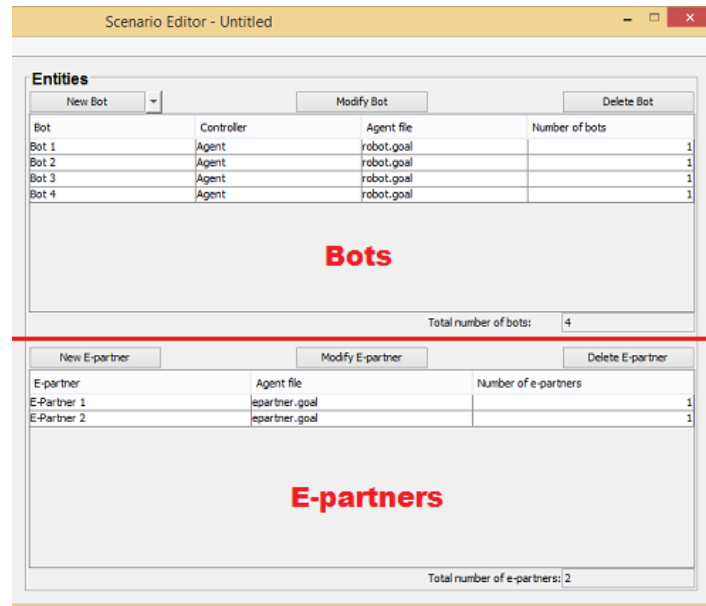 Scenario Editor - Untitled
Entities
New Bot Modify Bot Delete Bot
Bot Controller Agent file Number of bots
Bot 1 Agent robot.goal 1
Bot 2 Agent robot.goal 1
Bot 3 Agent robot.goal 1
Bot 4 Agent robot.goal 1
Bots
Total number of bots: 4
New E-partner Modify E-partner Delete E-partner
E-partner Agent file Number of e-partners
E-Partner 1 epartner.goal 1
E-Partner 2 epartner.goal 1
E-partners
Total number of e-partners: 2